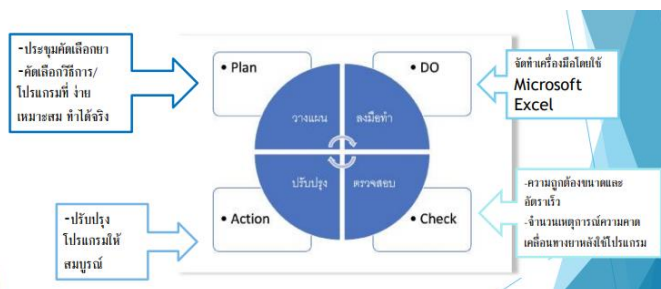 -ประชุมคัดเลือกยา
-คัดเลือกวิธีการ/
โปรแกรมที่ ง่าย
เหมาะสม ทำได้จริง
• Plan
• DO
จัดทำเครื่องมือโดยใช้
Microsoft
Excel
วางแผน
ลงมือทำ
ปรับปรุง
ตรวจสอบ
-ปรับปรุง
โปรแกรมให้
สมบูรณ์
• Action
• Check
-ความถูกต้องขนาดและ
อัตราเร็ว
-จำนวนเหตุการณ์ความคาด
เคลื่อนทางยาหลังใช้โปรแกรม